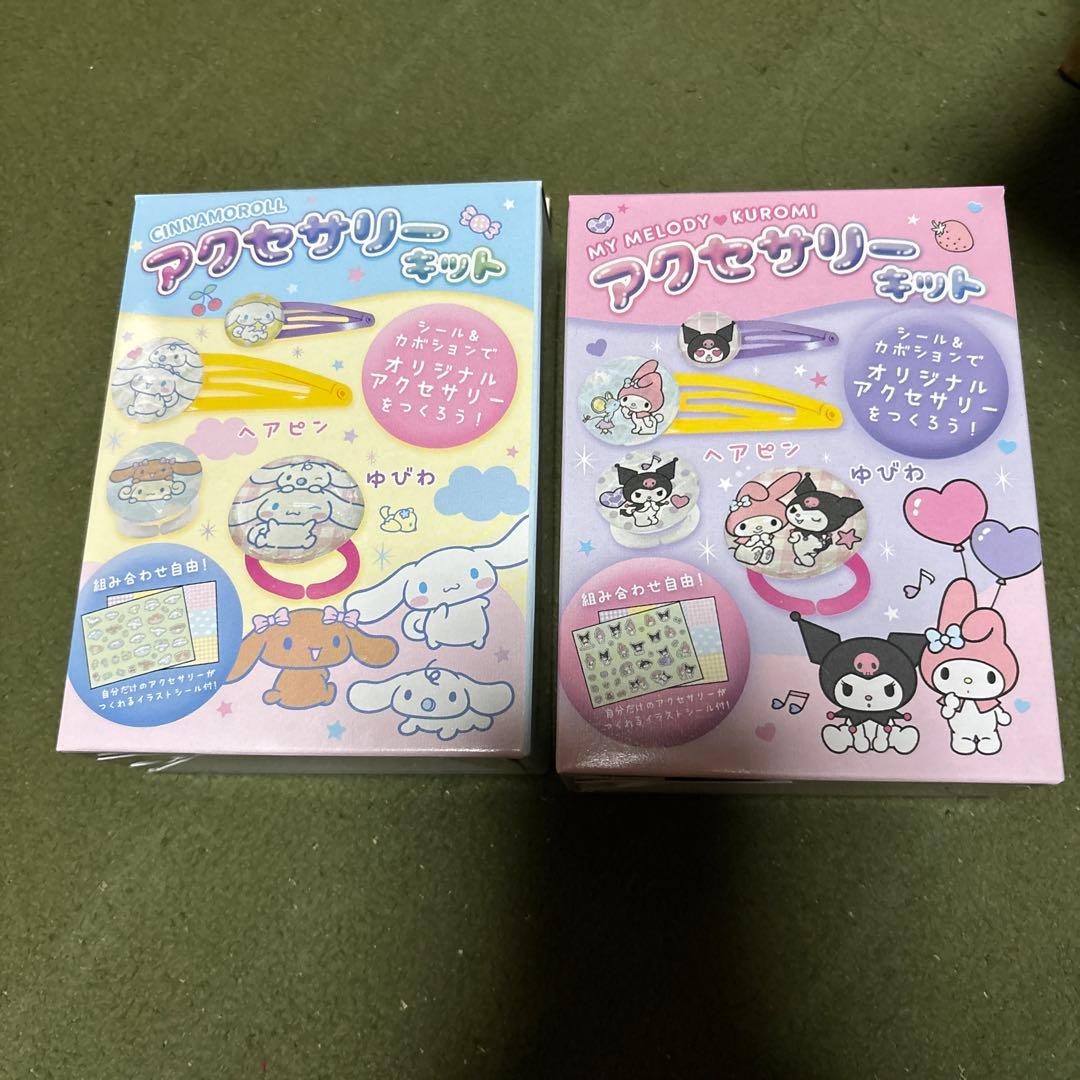 CINNAMOROLL
アクセサリー
キット
シール&
カボションで
オリジナル
アクセサリー
をつくろう!
ヘアピン
ゆびわ
組み合わせ自由!
自分だけのアクセサリーが
つくれるイラストシール付!
MY MELODY♥KUROMI
アクセサリー
キット
シール&
カボションで
オリジナル
アクセサリー
をつくろう!
ヘアピン
ゆびわ
組み合わせ自由!
自分だけのアクセサリーが
つくれるイラストシール付!